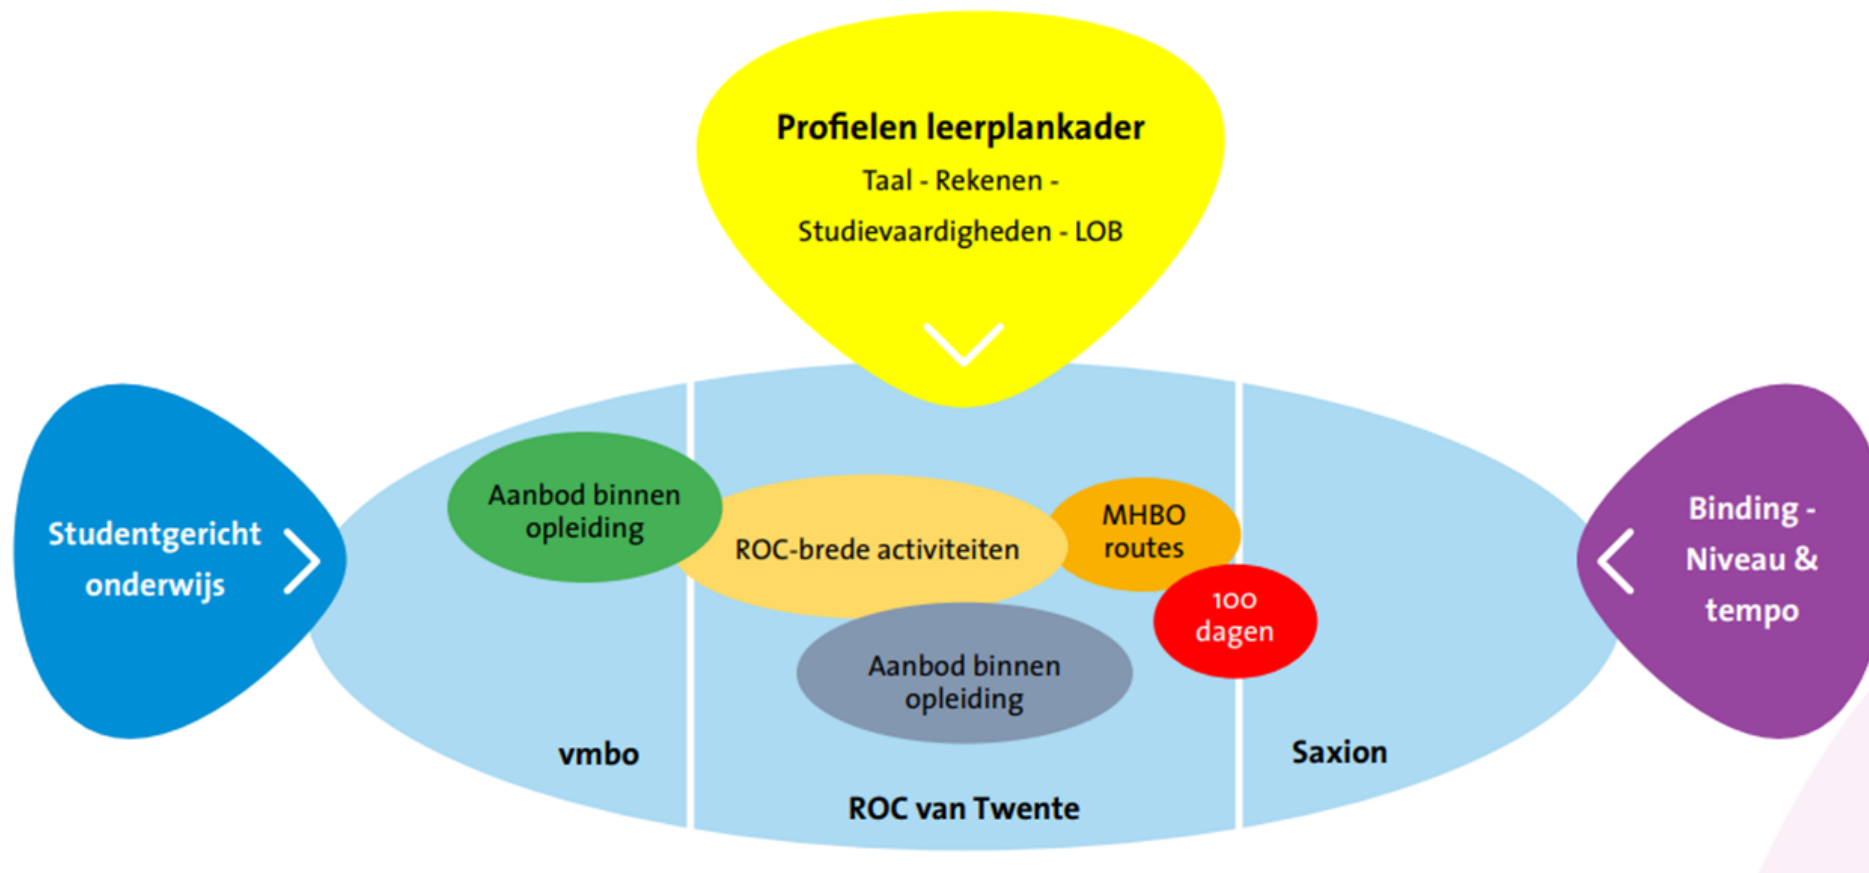 Profielen leerplankader
Taal - Rekenen -
Studievaardigheden - LOB
Studentgericht
onderwijs
Aanbod binnen
opleiding
ROC-brede activiteiten
MHBO
routes
100
dagen
Aanbod binnen
opleiding
Binding -
Niveau &
tempo
vmbo
ROC van Twente
Saxion